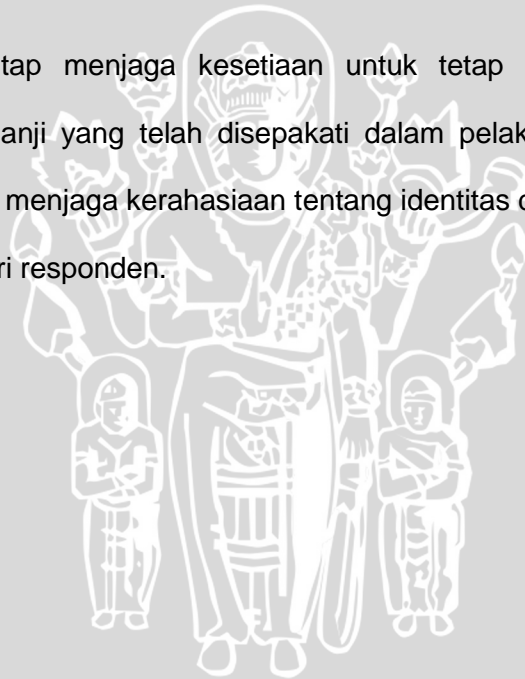 tap menjaga kesetiaan untuk tetap
anji yang telah disepakati dalam pelak
menjaga kerahasiaan tentang identitas
ri responden.